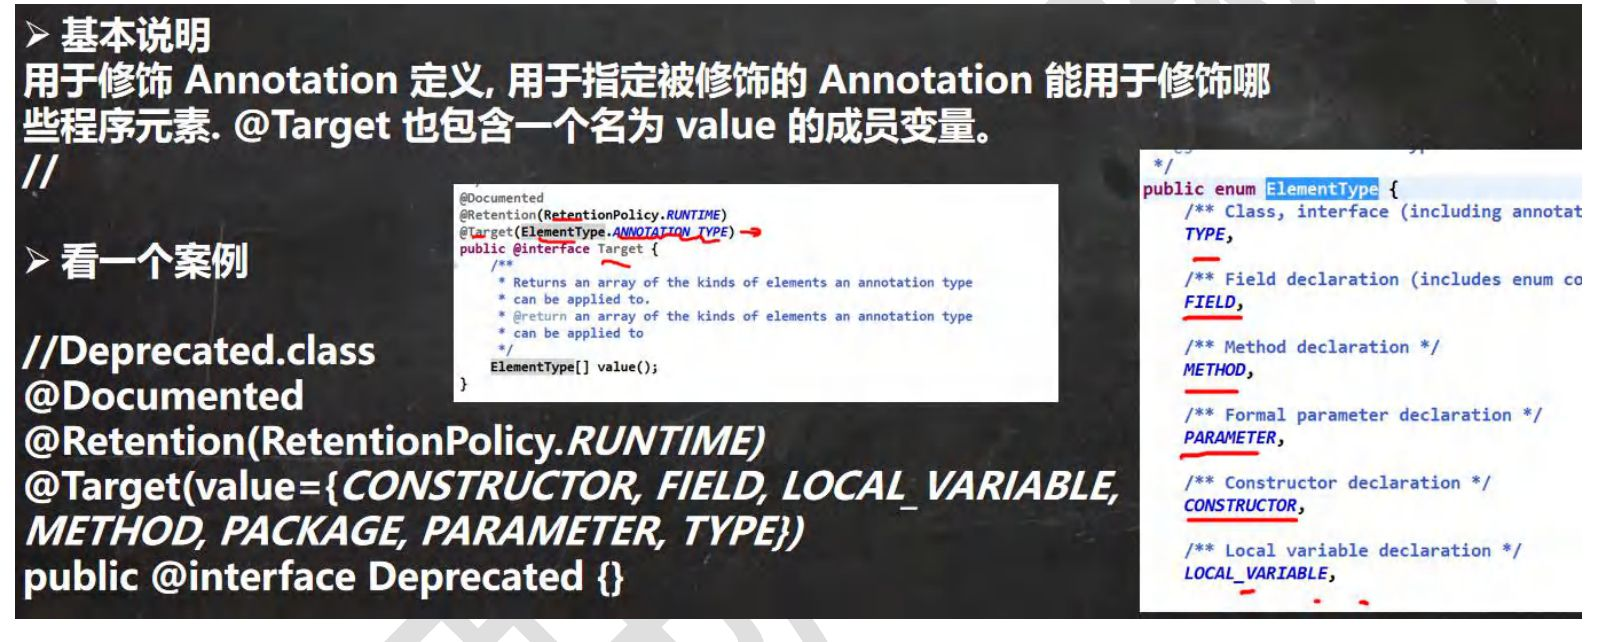 ➢ 基本说明
用于修饰 Annotation 定义, 用于指定被修饰的 Annotation 能用于修饰哪
些程序元素. @Target 也包含一个名为 value 的成员变量。
//
➢ 看一个案例
//Deprecated.class
@Documented
@Retention(RetentionPolicy.RUNTIME)
@Target(value={CONSTRUCTOR, FIELD, LOCAL_VARIABLE,
METHOD, PACKAGE, PARAMETER, TYPE})
public @interface Deprecated {}
@Documented
@Retention(RetentionPolicy.RUNTIME)
@Target(ElementType.ANNOTATION_TYPE)
public @interface Target {
/**
* Returns an array of the kinds of elements an annotation type
* can be applied to.
* @return an array of the kinds of elements an annotation type
* can be applied to
*/
ElementType[] value();
}
*/
public enum ElementType {
/** Class, interface (including annotat
TYPE,
/** Field declaration (includes enum co
FIELD,
/** Method declaration */
METHOD,
/** Formal parameter declaration */
PARAMETER,
/** Constructor declaration */
CONSTRUCTOR,
/** Local variable declaration */
LOCAL_VARIABLE,